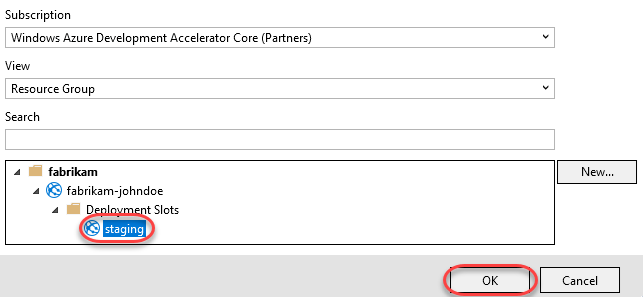 Subscription
Windows Azure Development Accelerator Core (Partners)
View
Resource Group
Search
fabrikam
New...
fabrikam-johndoe
Deployment Slots
staging
OK
Cancel